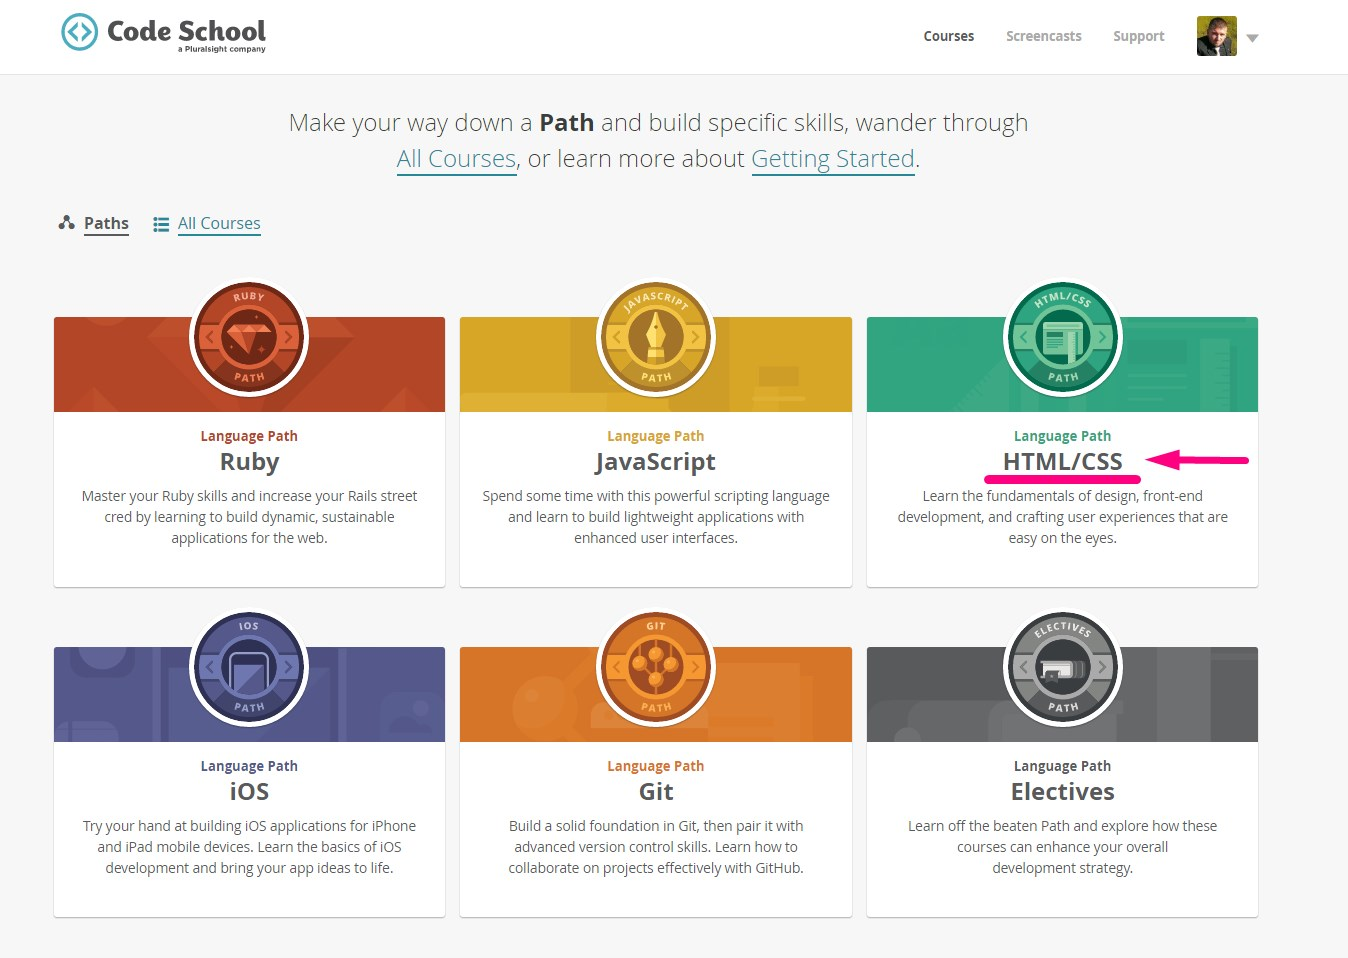 Code School
a Pluralsight company
Courses
Screencasts
Support
Make your way down a Path and build specific skills, wander through
All Courses, or learn more about Getting Started.
Paths
All Courses
RUBY
PATH
Language Path
Ruby
Master your Ruby skills and increase your Rails street
cred by learning to build dynamic, sustainable
applications for the web.
JAVASCRIPT
PATH
Language Path
JavaScript
Spend some time with this powerful scripting language
and learn to build lightweight applications with
enhanced user interfaces.
HTML/CSS
PATH
Language Path
HTML/CSS
Learn the fundamentals of design, front-end
development, and crafting user experiences that are
easy on the eyes.
IOS
PATH
Language Path
iOS
Try your hand at building iOS applications for iPhone
and iPad mobile devices. Learn the basics of iOS
development and bring your app ideas to life.
GIT
PATH
Language Path
Git
Build a solid foundation in Git, then pair it with
advanced version control skills. Learn how to
collaborate on projects effectively with GitHub.
ELECTIVES
PATH
Language Path
Electives
Learn off the beaten Path and explore how these
courses can enhance your overall
development strategy.